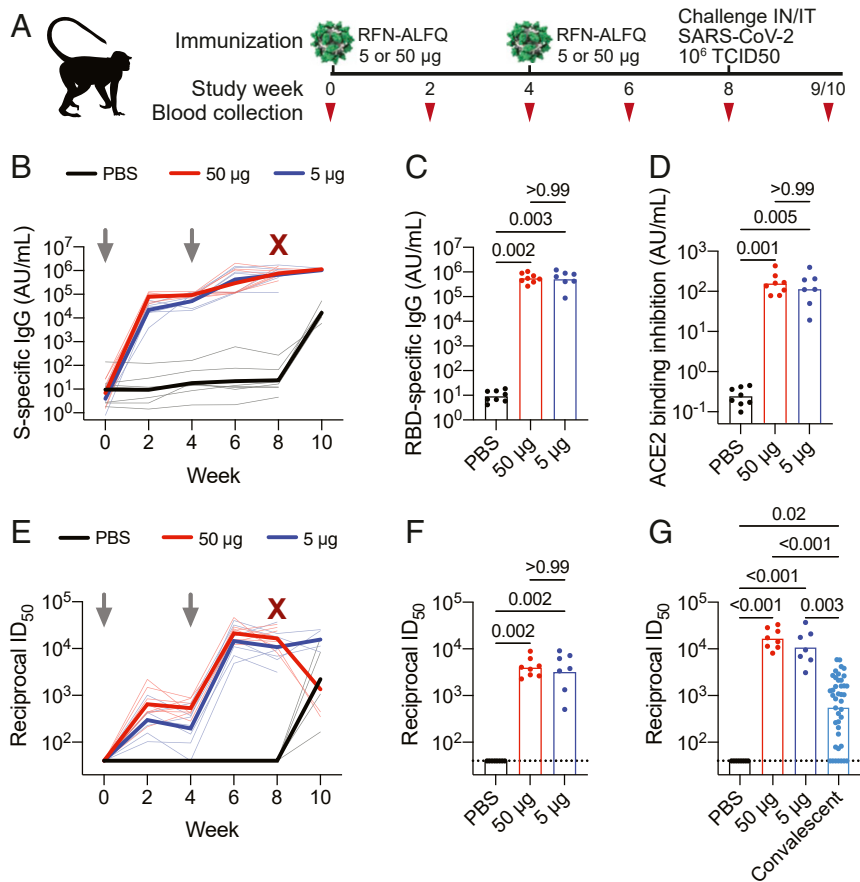 A
Immunization
RFN-ALFQ
5 or 50 µg
RFN-ALFQ
5 or 50 µg
Challenge IN/IT
SARS-CoV-2
10⁶ TCID50
Study week 0 2 4 6 8 9/10
Blood collection
B
PBS 50 µg 5 µg
X
S-specific IgG (AU/mL)
10⁷
10⁶
10⁵
10⁴
10³
10²
10¹
10⁰
0 2 4 6 8 10
Week
C
>0.99
0.003
0.002
RBD-specific IgG (AU/mL)
10⁷
10⁶
10⁵
10⁴
10³
10²
10¹
10⁰
PBS 50 µg 5 µg
D
>0.99
0.005
0.001
ACE2 binding inhibition (AU/mL)
10³
10²
10¹
10⁰
10⁻¹
PBS 50 µg 5 µg
E
PBS 50 µg 5 µg
X
Reciprocal ID₅₀
10⁵
10⁴
10³
10²
0 2 4 6 8 10
Week
F
>0.99
0.002
0.002
Reciprocal ID₅₀
10⁵
10⁴
10³
10²
PBS 50 µg 5 µg
G
0.02
<0.001
<0.001
<0.001 0.003
Reciprocal ID₅₀
10⁵
10⁴
10³
10²
PBS 50 µg 5 µg Convalescent